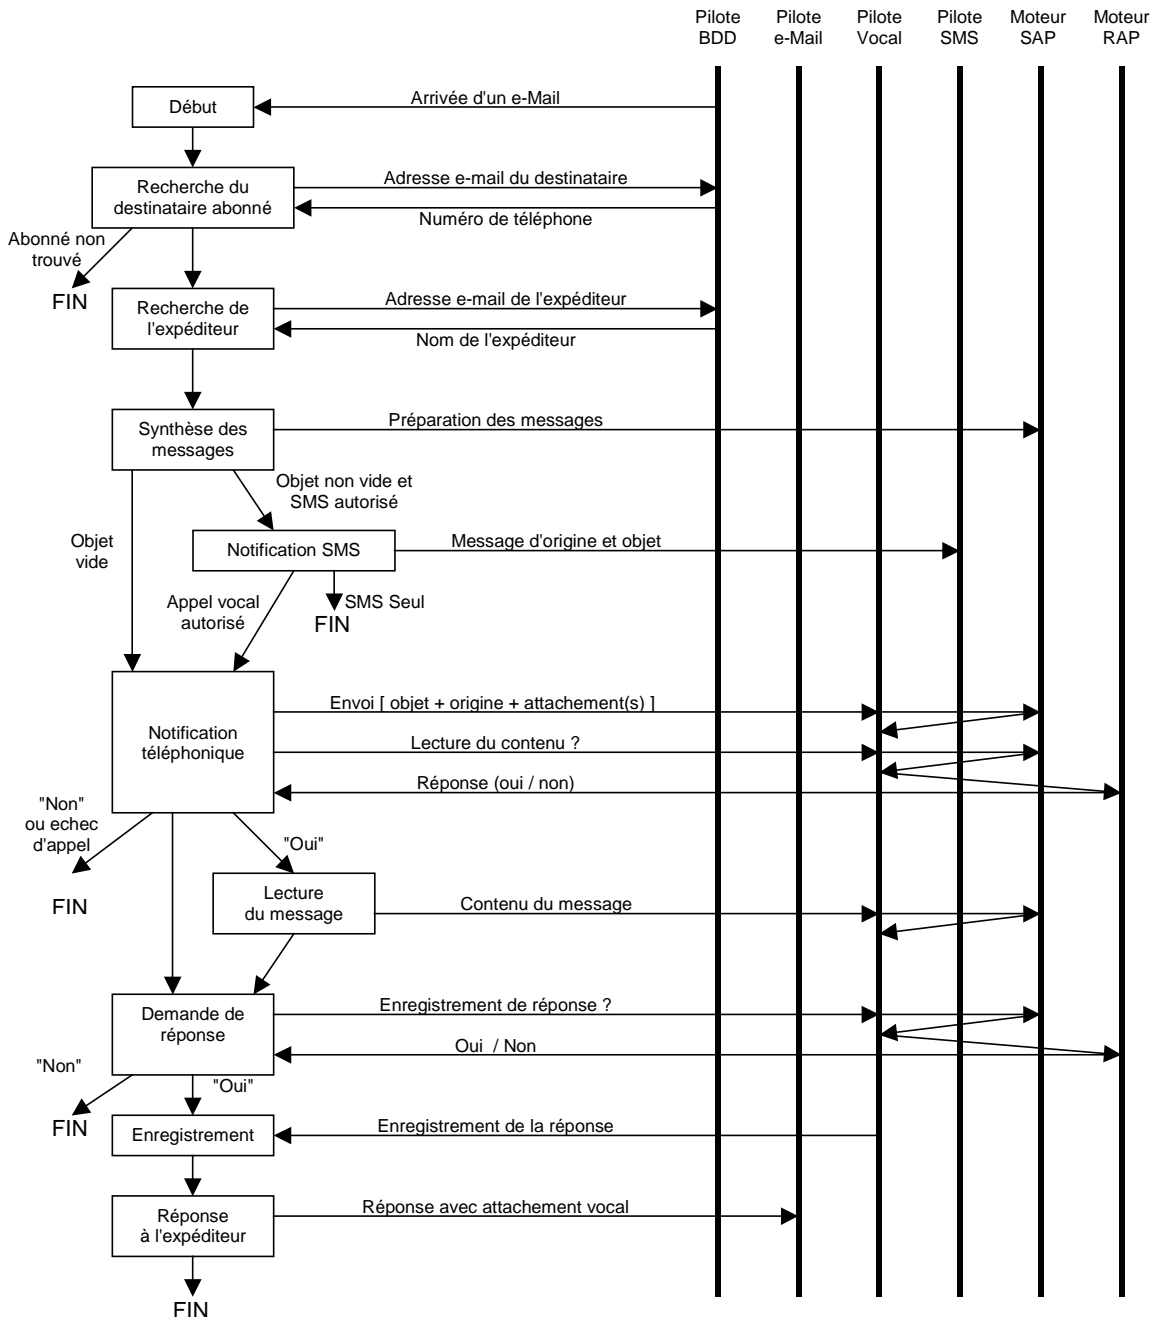 Pilote
BDD
Pilote
e-Mail
Pilote
Vocal
Pilote
SMS
Moteur
SAP
Moteur
RAP
Début
Arrivée d'un e-Mail
Recherche du
destinataire abonné
Adresse e-mail du destinataire
Numéro de téléphone
Abonné non
trouvé
FIN
Recherche de
l'expéditeur
Adresse e-mail de l'expéditeur
Nom de l'expéditeur
Synthèse des
messages
Préparation des messages
Objet non vide et
SMS autorisé
Objet
vide
Notification SMS
Message d'origine et objet
Appel vocal
autorisé
SMS Seul
FIN
Notification
téléphonique
Envoi [ objet + origine + attachement(s) ]
Lecture du contenu ?
Réponse (oui / non)
"Non"
ou echec
d'appel
FIN
"Oui"
Lecture
du message
Contenu du message
Demande de
réponse
Enregistrement de réponse ?
Oui / Non
"Non"
FIN
"Oui"
Enregistrement
Enregistrement de la réponse
Réponse
à l'expéditeur
Réponse avec attachement vocal
FIN